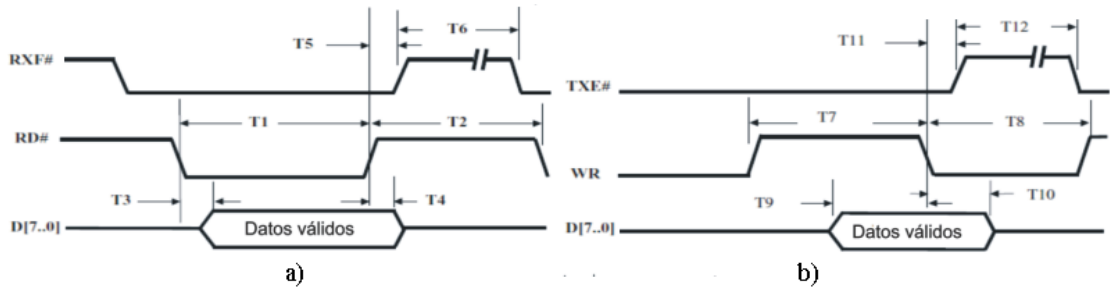 T6
T5
RXF#
T1
T2
RD#
T3
T4
D[7..0]
Datos válidos
a)
T12
T11
TXE#
T7
T8
WR
T9
T10
D[7..0]
Datos válidos
b)